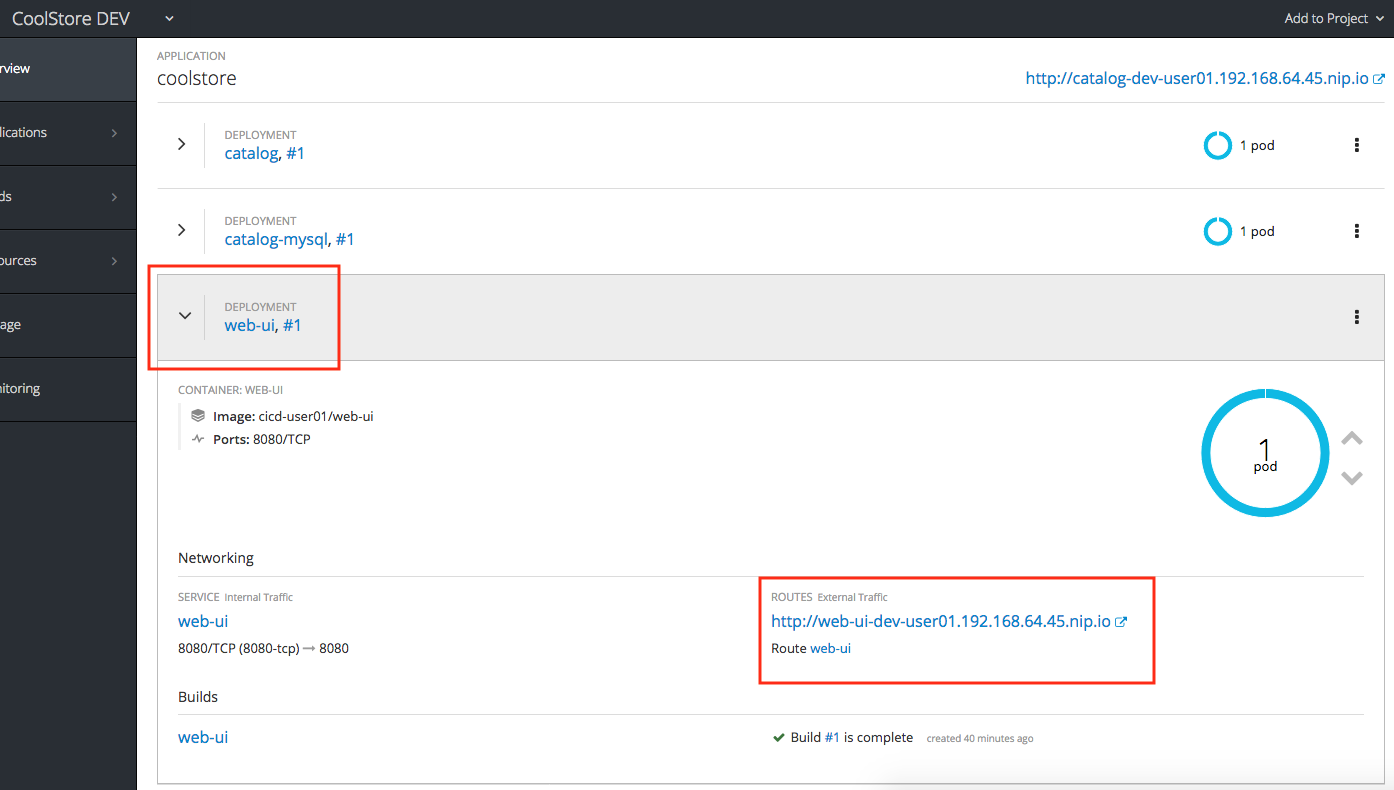 CoolStore DEV
Add to Project
rview
lications
ds
ources
age
nitoring
APPLICATION
coolstore
http://catalog-dev-user01.192.168.64.45.nip.io
DEPLOYMENT
catalog, #1
1 pod
DEPLOYMENT
catalog-mysql, #1
1 pod
DEPLOYMENT
web-ui, #1
CONTAINER: WEB-UI
Image: cicd-user01/web-ui
Ports: 8080/TCP
1
pod
Networking
SERVICE Internal Traffic
web-ui
8080/TCP (8080-tcp) → 8080
ROUTES External Traffic
http://web-ui-dev-user01.192.168.64.45.nip.io
Route web-ui
Builds
web-ui
Build #1 is complete created 40 minutes ago